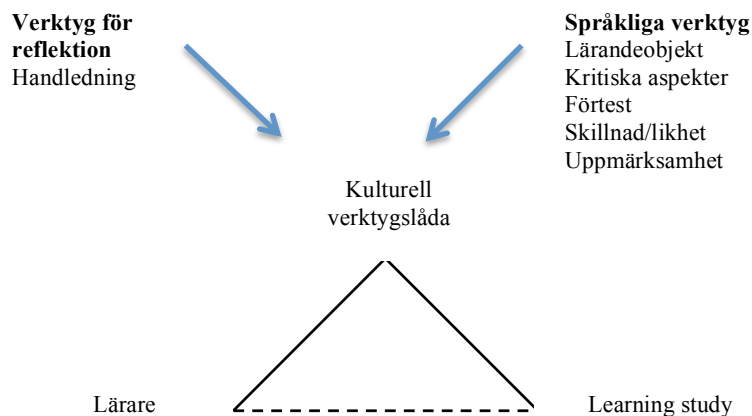 Verktyg för
reflektion
Handledning
Språkliga verktyg
Lärandeobjekt
Kritiska aspekter
Förtest
Skillnad/likhet
Uppmärksamhet
Kulturell
verktygslåda
Lärare
Learning study